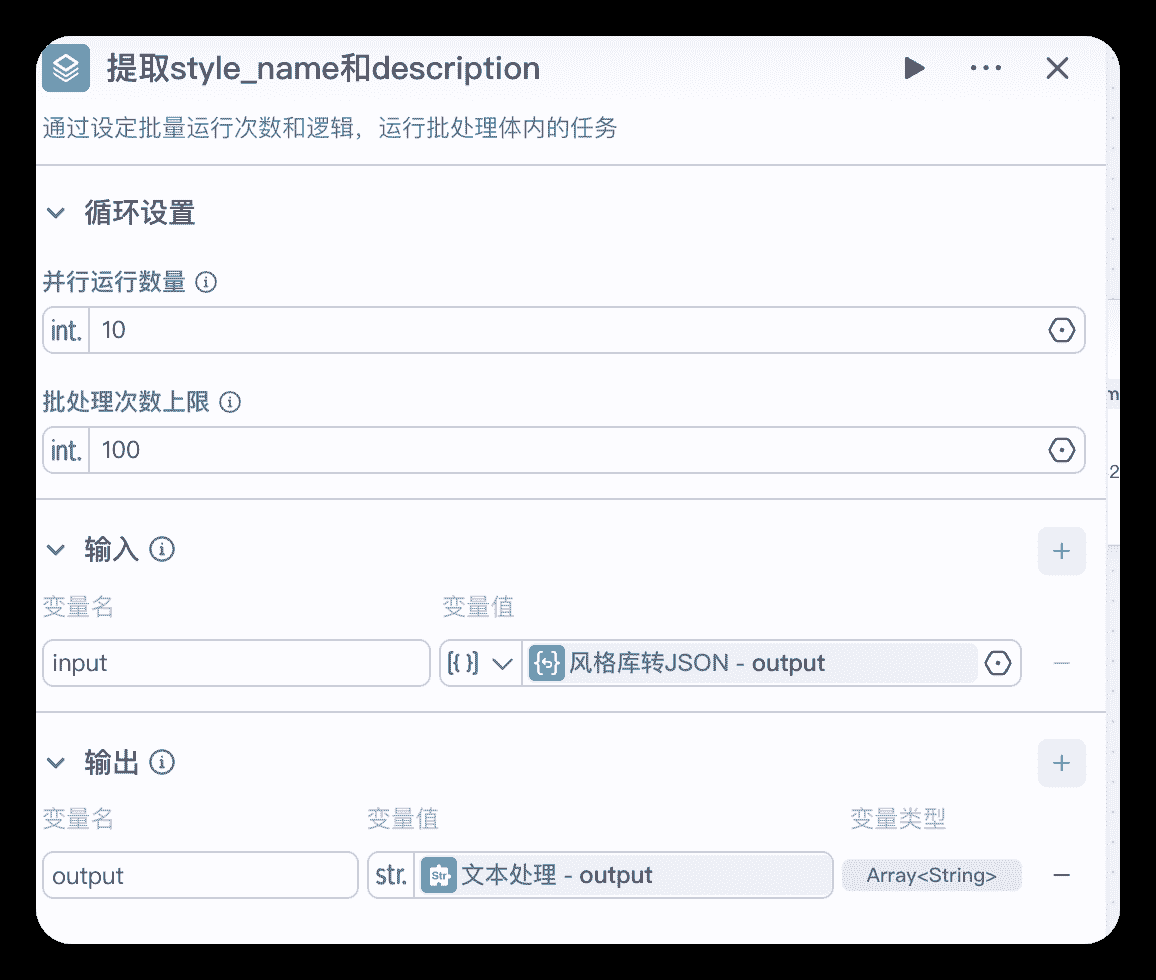 提取style_name和description
通过设定批量运行次数和逻辑，运行批处理体内的任务
循环设置
并行运行数量
int. 10
批处理次数上限
int. 100
输入
变量名 变量值
input [{}] 风格库转JSON - output
输出
变量名 变量值 变量类型
output str. Str 文本处理 - output Array<String>
m
2